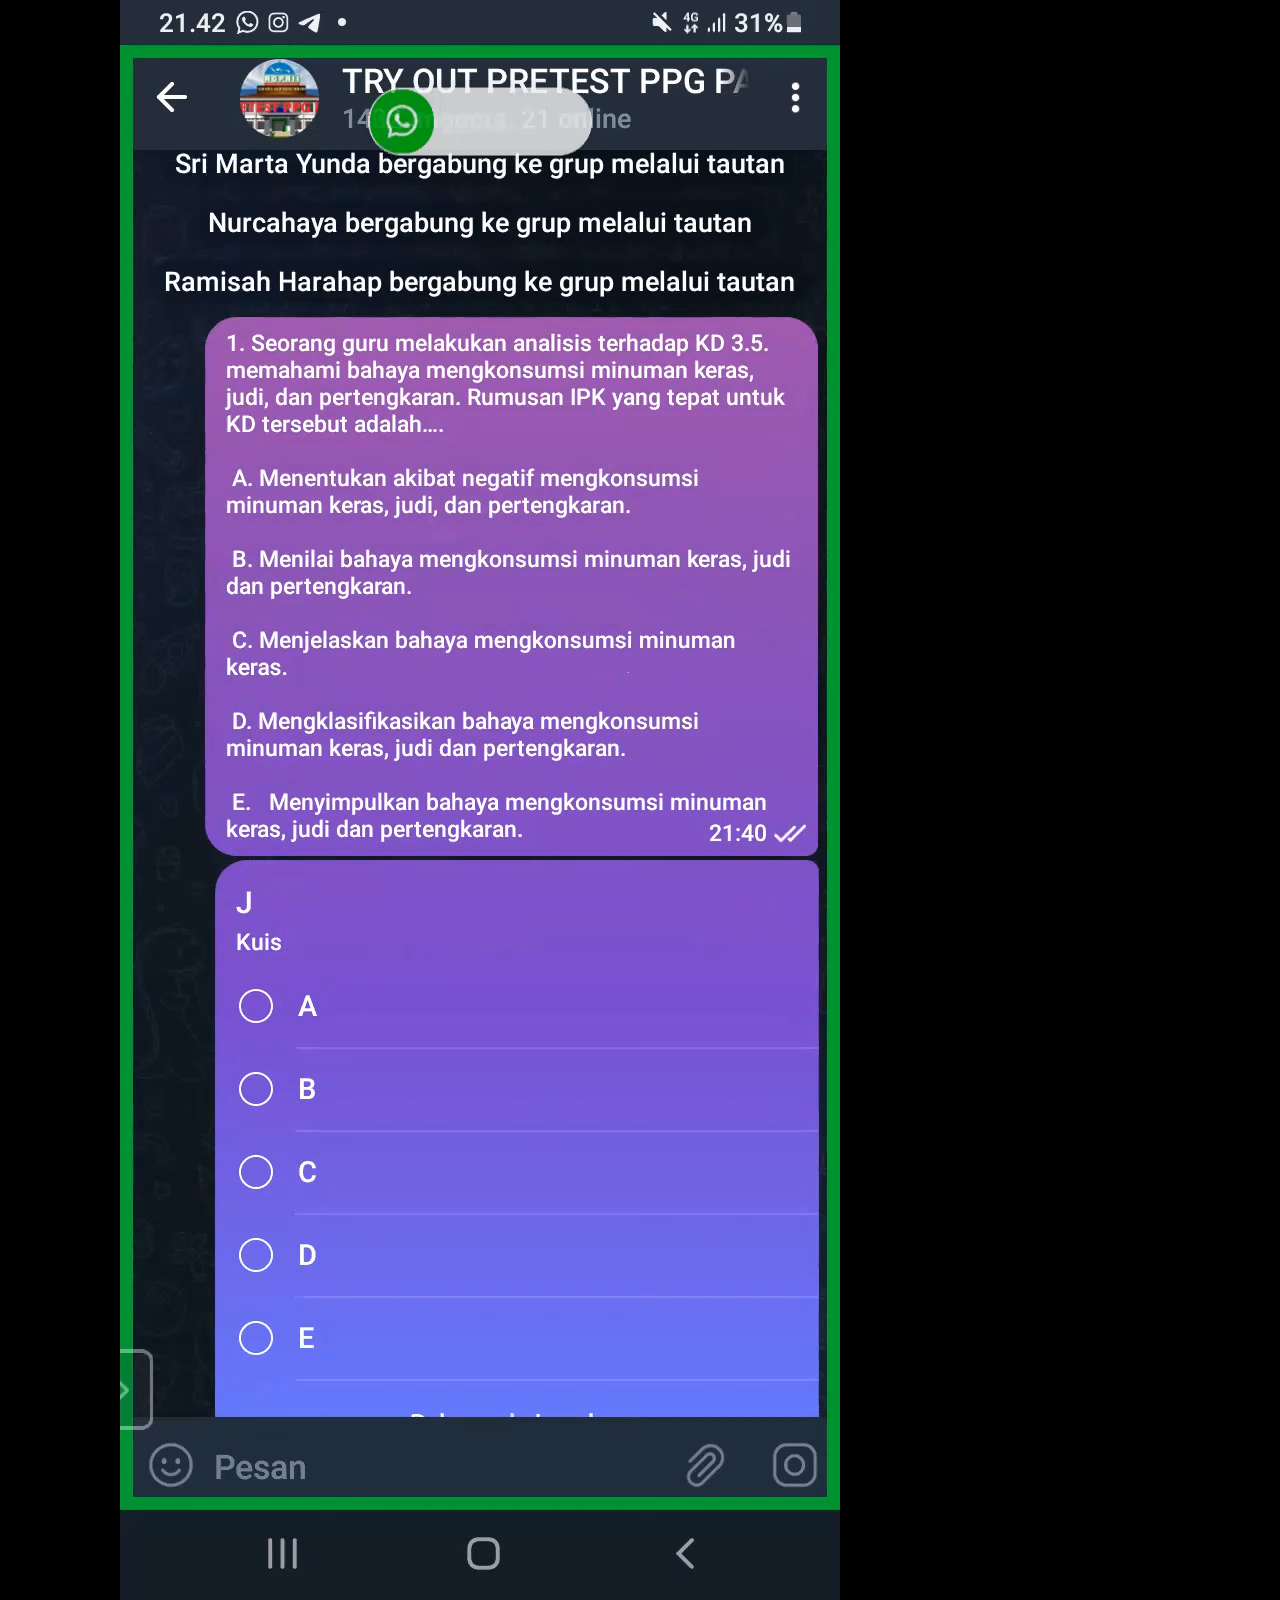 21.42
4G
31%
TRY OUT PRETEST PPG PA
21 online
Sri Marta Yunda bergabung ke grup melalui tautan
Nurcahaya bergabung ke grup melalui tautan
Ramisah Harahap bergabung ke grup melalui tautan
1. Seorang guru melakukan analisis terhadap KD 3.5.
memahami bahaya mengkonsumsi minuman keras,
judi, dan pertengkaran. Rumusan IPK yang tepat untuk
KD tersebut adalah....
A. Menentukan akibat negatif mengkonsumsi
minuman keras, judi, dan pertengkaran.
B. Menilai bahaya mengkonsumsi minuman keras, judi
dan pertengkaran.
C. Menjelaskan bahaya mengkonsumsi minuman
keras.
D. Mengklasifikasikan bahaya mengkonsumsi
minuman keras, judi dan pertengkaran.
E. Menyimpulkan bahaya mengkonsumsi minuman
keras, judi dan pertengkaran.
21:40
J
Kuis
A
B
C
D
E
Pesan